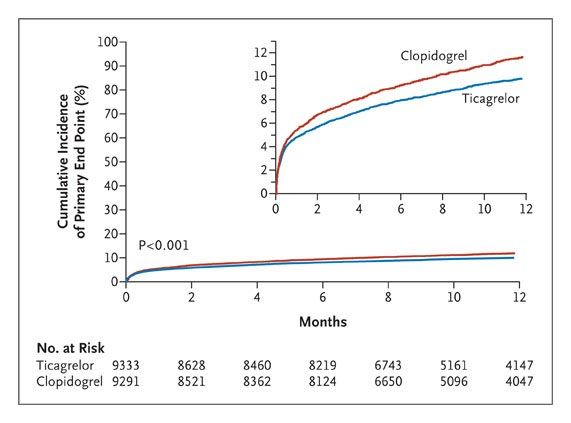 Cumulative Incidence
of Primary End Point (%)
100
90
80
70
60
50
40
30
20
10
0
P<0.001
12
10
8
6
4
2
0
Clopidogrel
Ticagrelor
0 2 4 6 8 10 12
0 2 4 6 8 10 12
Months
No. at Risk
Ticagrelor 9333 8628 8460 8219 6743 5161 4147
Clopidogrel 9291 8521 8362 8124 6650 5096 4047